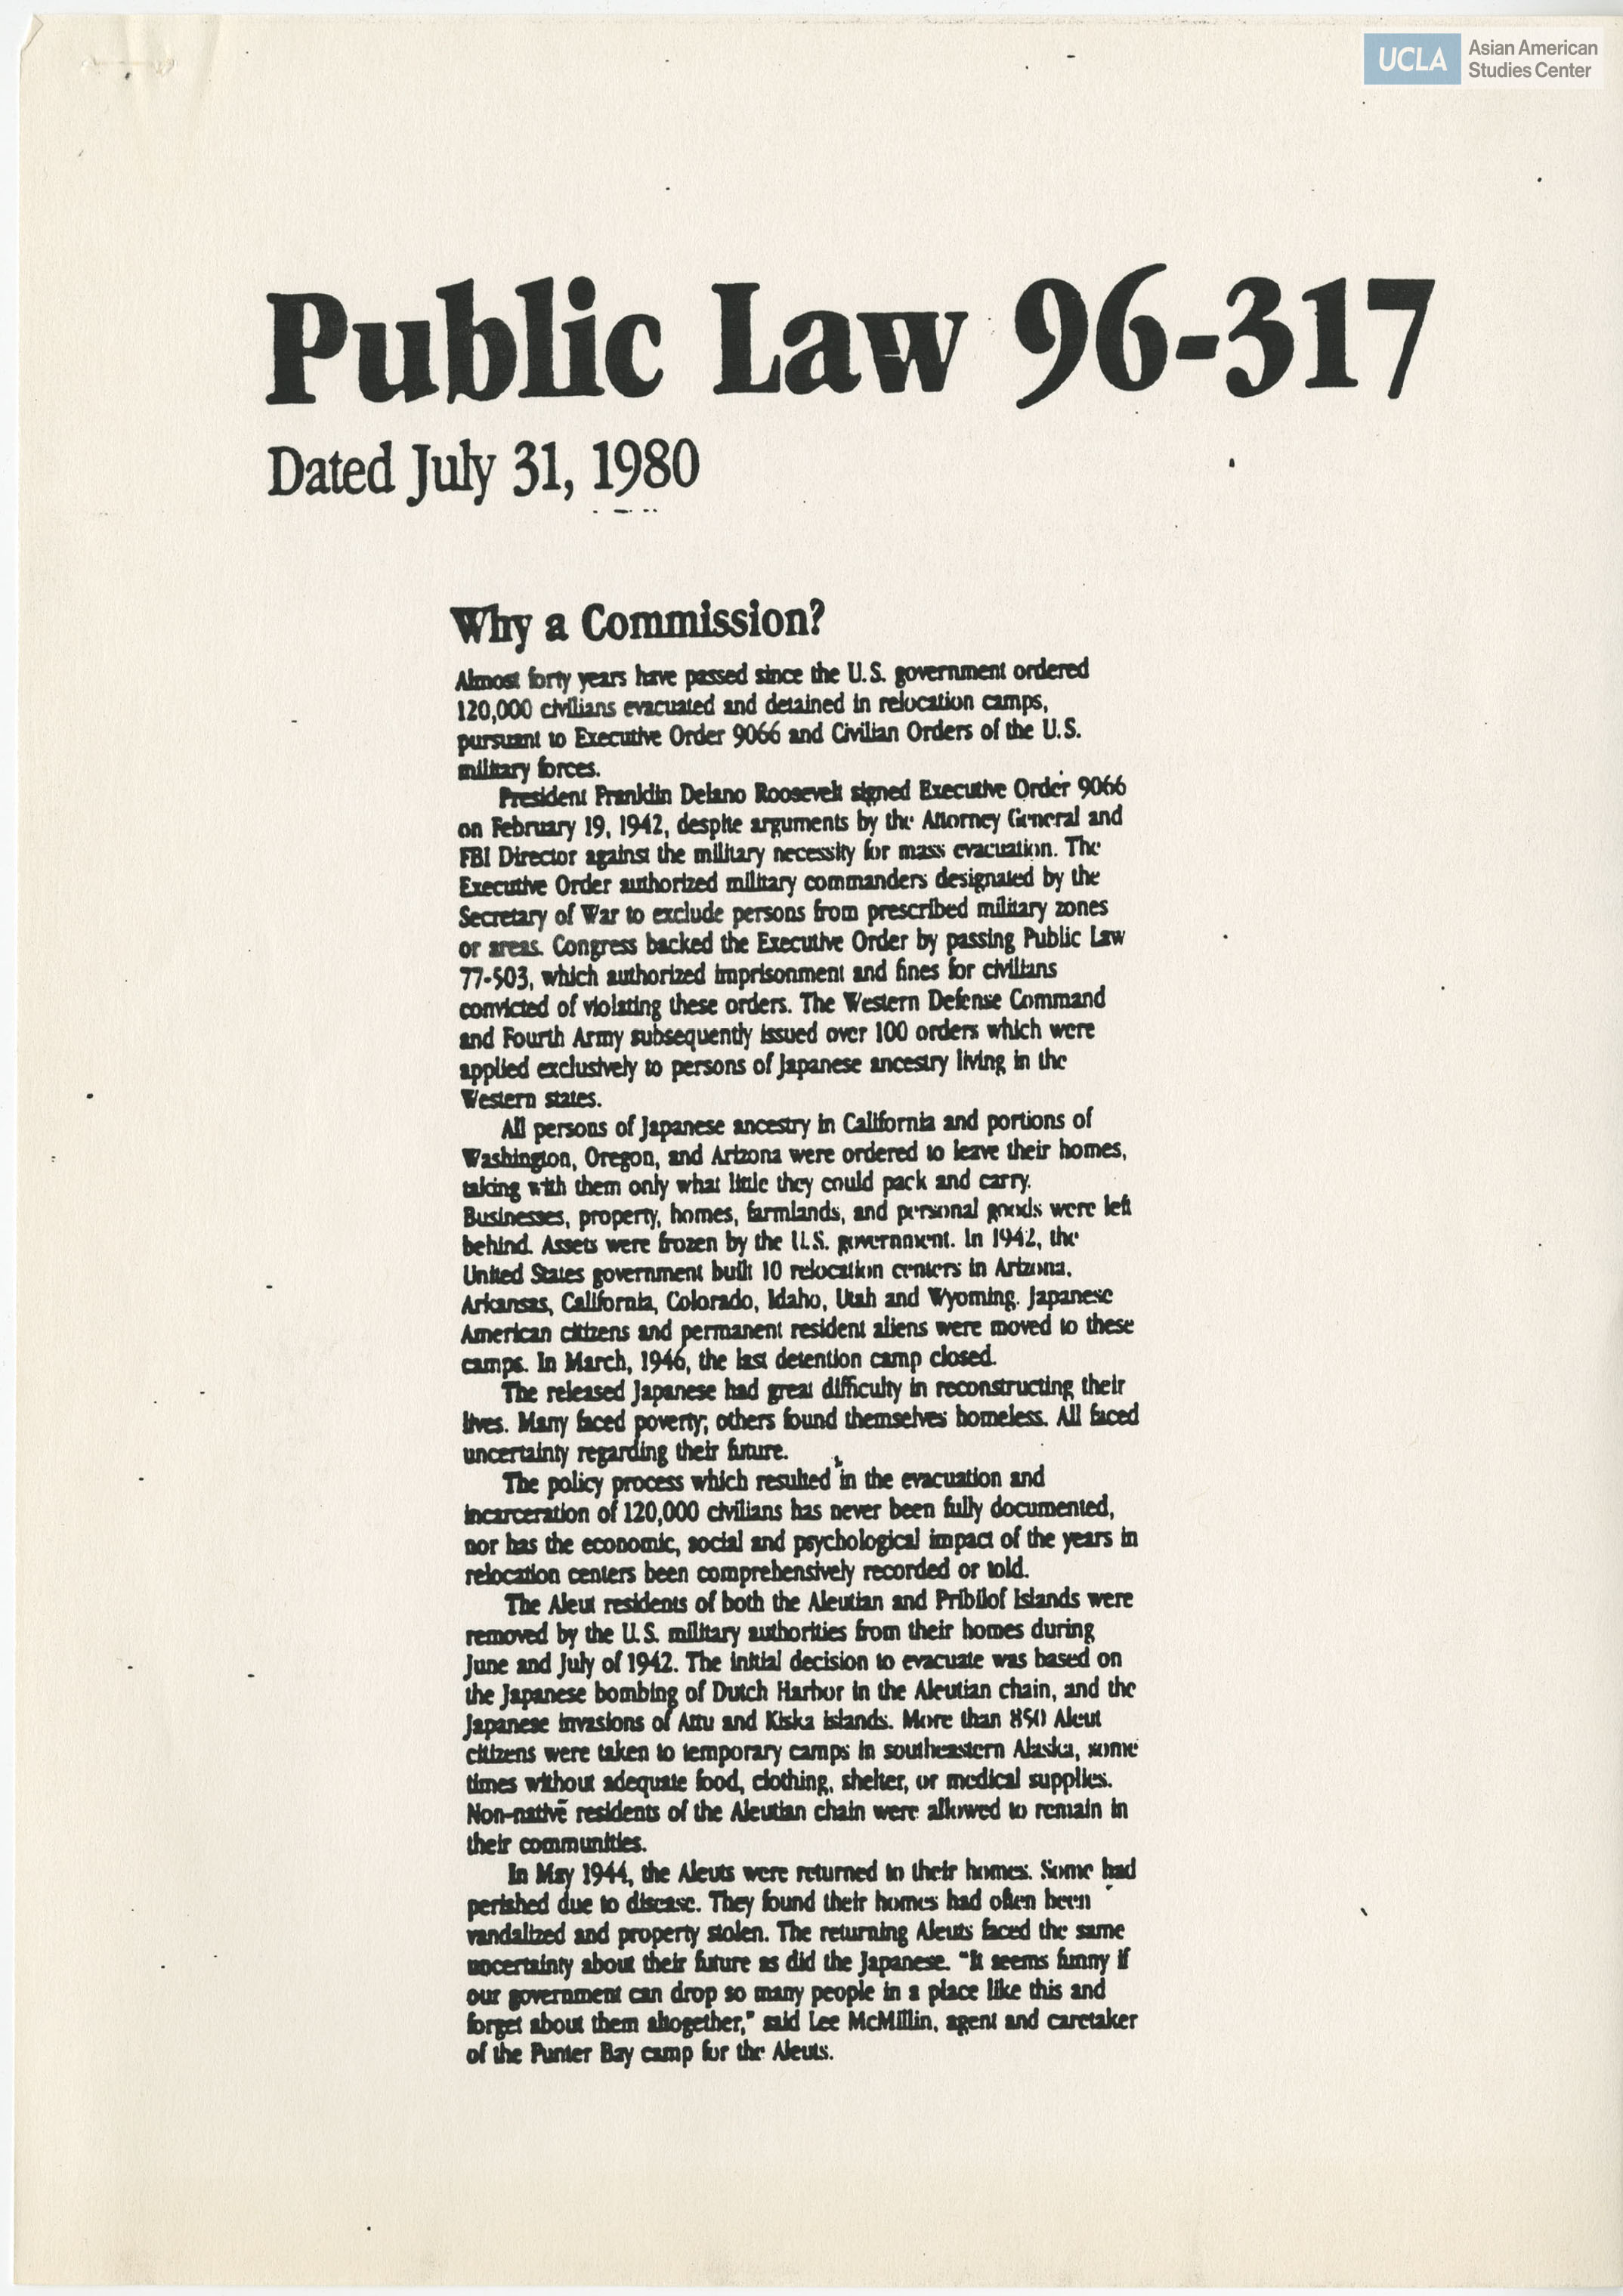 UCLA
Asian American
Studies Center
Public Law 96-317
Dated July 31, 1980
Why a Commission?
Almost forty years have passed since the U.S. government ordered
120,000 civilians evacuated and detained in relocation camps,
pursuant to Executive Order 9066 and Civilian Orders of the U.S.
military forces.
President Franklin Delano Roosevelt signed Executive Order 9066
on February 19, 1942, despite arguments by the Attorney General and
FBI Director against the military necessity for mass evacuation. The
Executive Order authorized military commanders designated by the
Secretary of War to exclude persons from prescribed military zones
or areas. Congress backed the Executive Order by passing Public Law
77-503, which authorized imprisonment and fines for civilians
convicted of violating these orders. The Western Defense Command
and Fourth Army subsequently issued over 100 orders which were
applied exclusively to persons of Japanese ancestry living in the
Western states.
All persons of Japanese ancestry in California and portions of
Washington, Oregon, and Arizona were ordered to leave their homes,
taking with them only what little they could pack and carry.
Businesses, property, homes, farmlands, and personal goods were left
behind. Assets were frozen by the U.S. government. In 1942, the
United States government built 10 relocation centers in Arizona,
Arkansas, California, Colorado, Idaho, Utah and Wyoming. Japanese
American citizens and permanent resident aliens were moved to these
camps. In March, 1946, the last detention camp closed.
The released Japanese had great difficulty in reconstructing their
lives. Many faced poverty; others found themselves homeless. All faced
uncertainty regarding their future.
The policy process which resulted in the evacuation and
incarceration of 120,000 civilians has never been fully documented,
nor has the economic, social and psychological impact of the years in
relocation centers been comprehensively recorded or told.
The Aleut residents of both the Aleutian and Pribilof Islands were
removed by the U.S. military authorities from their homes during
June and July of 1942. The initial decision to evacuate was based on
the Japanese bombing of Dutch Harbor in the Aleutian chain, and the
Japanese invasions of Attu and Kiska islands. More than 850 Aleut
citizens were taken to temporary camps in southeastern Alaska, some
times without adequate food, clothing, shelter, or medical supplies.
Non-native residents of the Aleutian chain were allowed to remain in
their communities.
In May 1944, the Aleuts were returned to their homes. Some had
perished due to disease. They found their homes had often been
vandalized and property stolen. The returning Aleuts faced the same
uncertainty about their future as did the Japanese. "It seems funny if
our government can drop so many people in a place like this and
forget about them altogether," said Lee McMillin, agent and caretaker
of the Funter Bay camp for the Aleuts.